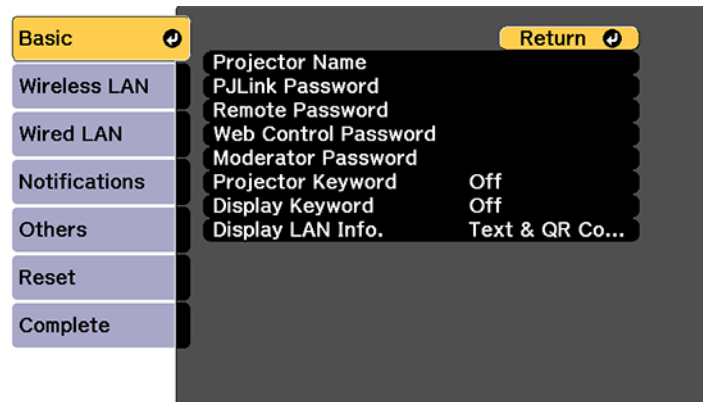 Basic
Wireless LAN
Wired LAN
Notifications
Others
Reset
Complete
Return
Projector Name
PJLink Password
Remote Password
Web Control Password
Moderator Password
Projector Keyword Off
Display Keyword Off
Display LAN Info. Text & QR Co...